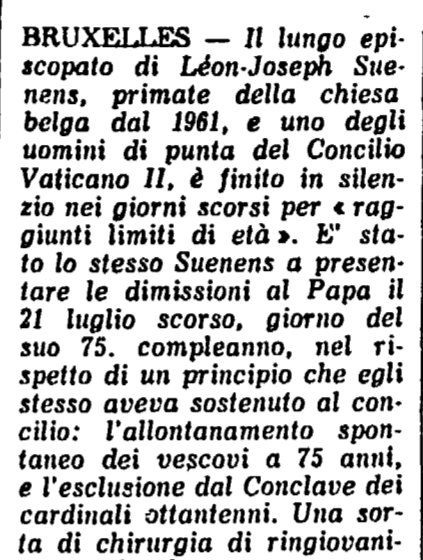 BRUXELLES — Il lungo epi-
scopato di Léon-Joseph Sue-
nens, primate della chiesa
belga dal 1961, e uno degli
uomini di punta del Concilio
Vaticano II, è finito in silen-
zio nei giorni scorsi per « rag-
giunti limiti di età ». E' sta-
to lo stesso Suenens a presen-
tare le dimissioni al Papa il
21 luglio scorso, giorno del
suo 75. compleanno, nel ri-
spetto di un principio che egli
stesso aveva sostenuto al con-
cilio: l'allontanamento spon-
taneo dei vescovi a 75 anni,
e l'esclusione dal Conclave dei
cardinali ottantenni. Una sor-
ta di chirurgia di ringiovani-